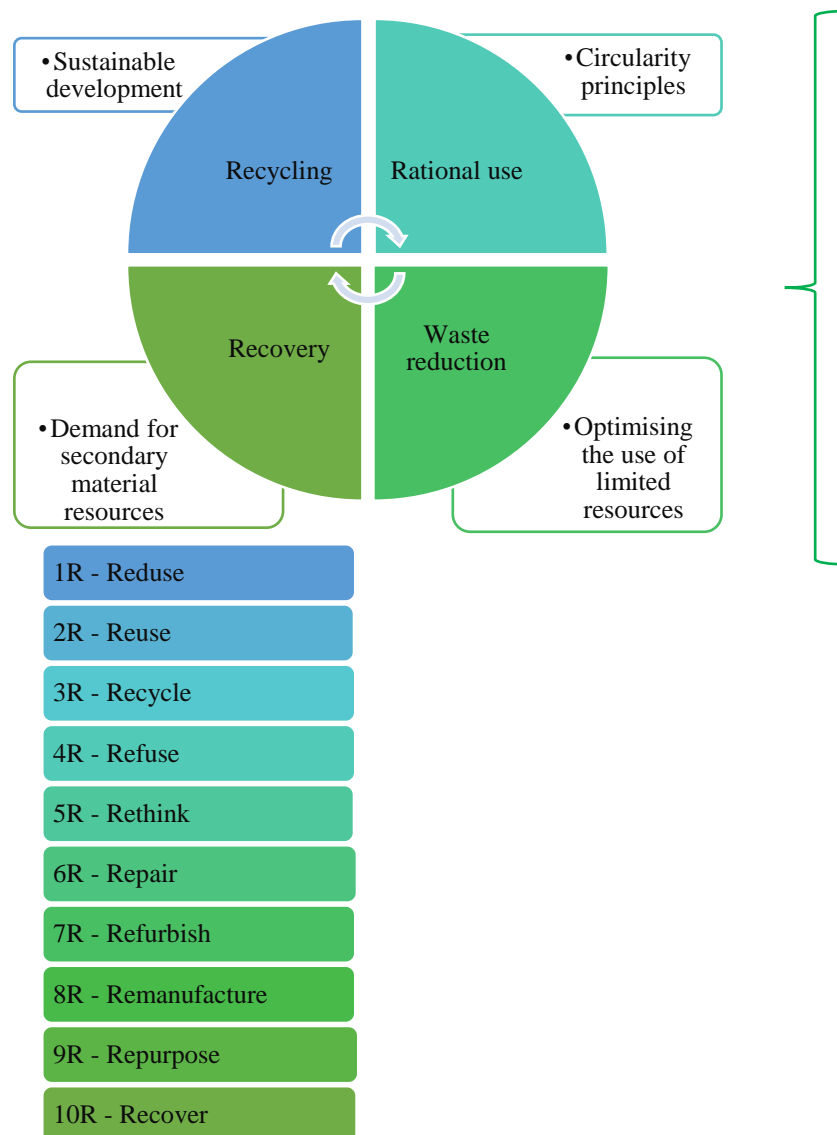 • Sustainable
development
• Circularity
principles
Recycling
Rational use
Recovery
Waste
reduction
• Demand for
secondary
material
resources
• Optimising
the use of
limited
resources
1R - Reduse
2R - Reuse
3R - Recycle
4R - Refuse
5R - Rethink
6R - Repair
7R - Refurbish
8R - Remanufacture
9R - Repurpose
10R - Recover